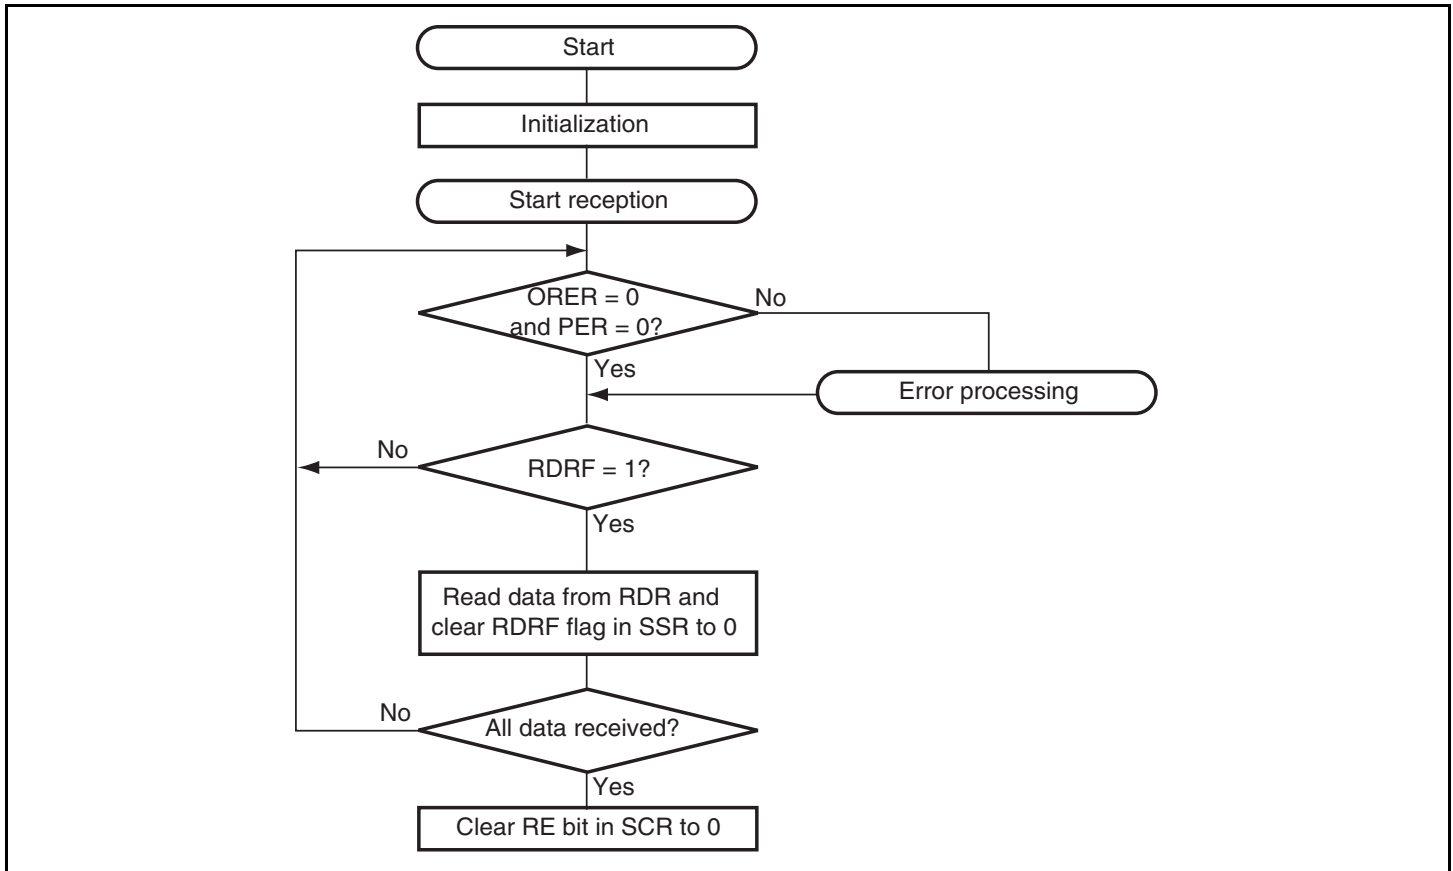 Start
Initialization
Start reception
ORER = 0
and PER = 0?
No
Yes
Error processing
No
RDRF = 1?
Yes
Read data from RDR and
clear RDRF flag in SSR to 0
No
All data received?
Yes
Clear RE bit in SCR to 0